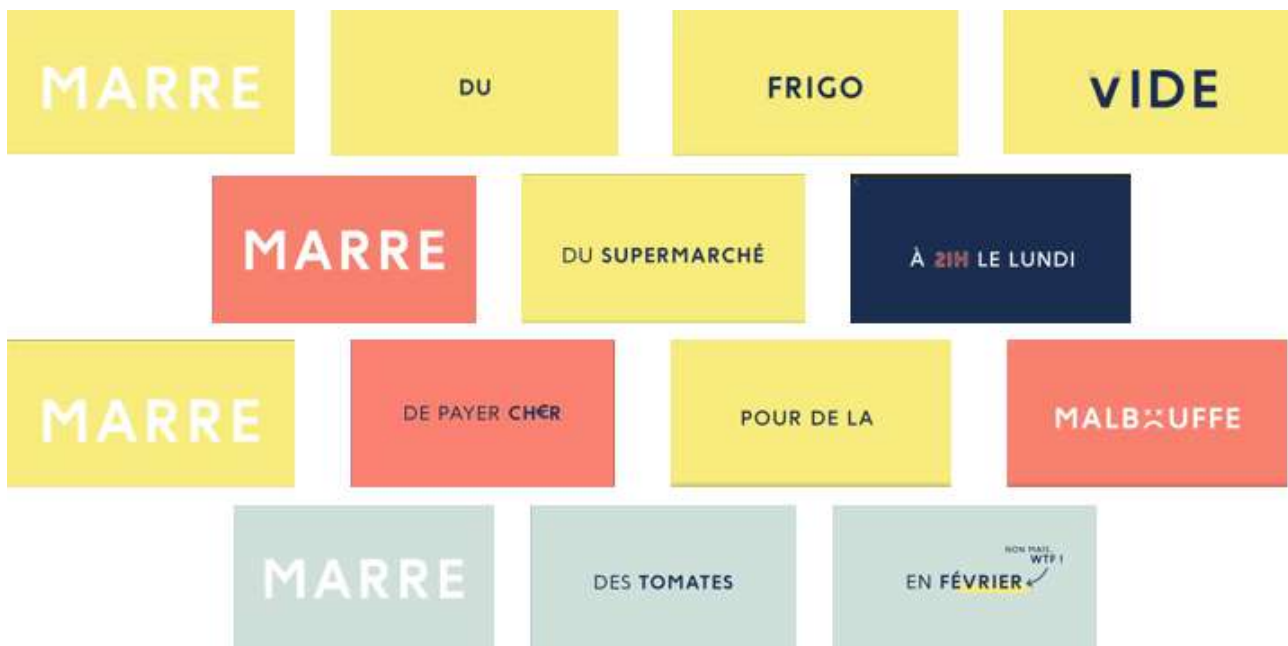 MARRE
DU
FRIGO
VIDE
MARRE
DU SUPERMARCHÉ
À 21H LE LUNDI
MARRE
DE PAYER CH€R
POUR DE LA
MALBOUFFE
MARRE
DES TOMATES
NON MAIS,
WTF !
EN FÉVRIER